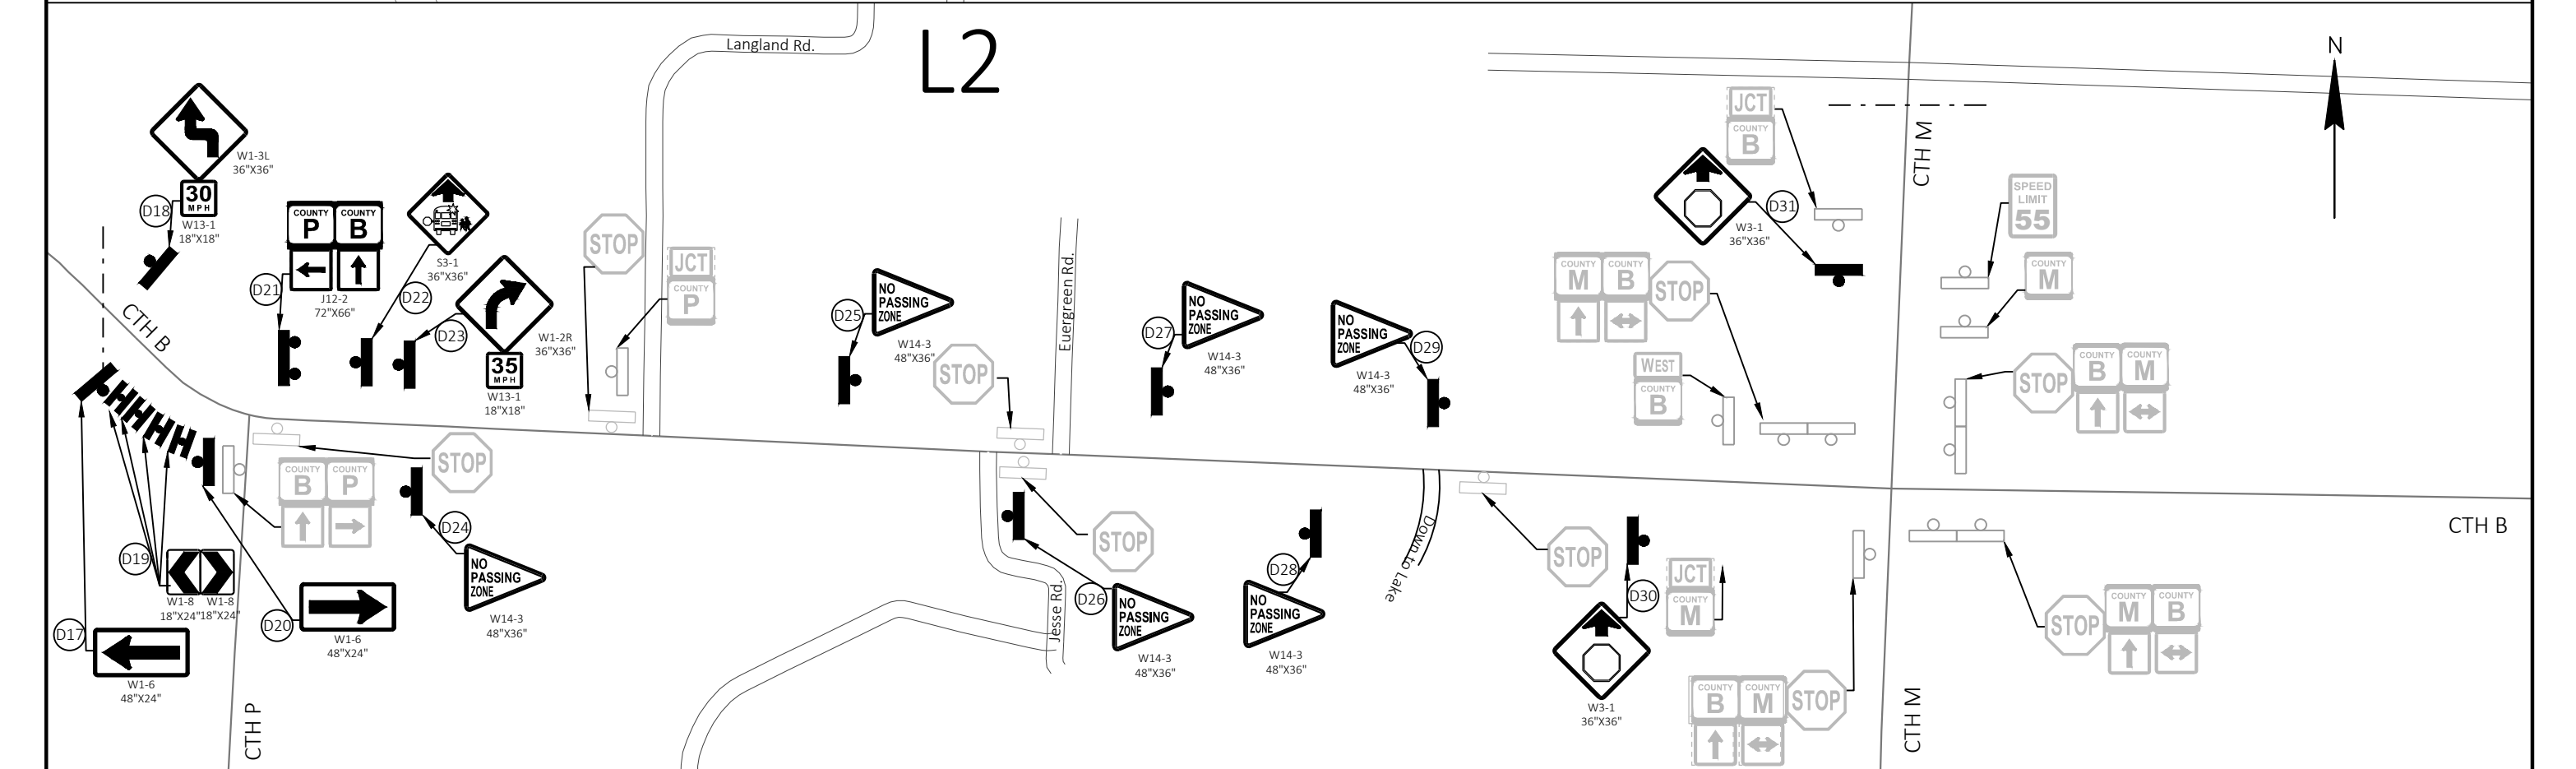 L2
Langland Rd.
N
W1-3L
36"X36"
30
MPH
W13-1
18"X18"
D18
COUNTY
P
COUNTY
B
J12-2
72"X66"
D21
S3-1
36"X36"
D22
D23
W1-2R
36"X36"
35
MPH
W13-1
18"X18"
STOP
JCT
COUNTY
P
CTH B
D25
NO
PASSING
ZONE
W14-3
48"X36"
STOP
Euergreen Rd.
D27
NO
PASSING
ZONE
W14-3
48"X36"
NO
PASSING
ZONE
D29
W14-3
48"X36"
JCT
COUNTY
B
D31
W3-1
36"X36"
CTH M
SPEED
LIMIT
55
COUNTY
M
COUNTY
M
COUNTY
B
STOP
WEST
COUNTY
B
STOP
COUNTY
B
COUNTY
M
STOP
COUNTY
B
COUNTY
P
D24
NO
PASSING
ZONE
W14-3
48"X36"
D19
W1-8 W1-8
18"X24"18"X24"
D20
W1-6
48"X24"
D17
W1-6
48"X24"
CTH P
STOP
D26
NO
PASSING
ZONE
W14-3
48"X36"
Jesse Rd.
D28
NO
PASSING
ZONE
W14-3
48"X36"
Down to Lake
STOP
D30
W3-1
36"X36"
JCT
COUNTY
M
COUNTY
B
COUNTY
M
STOP
CTH M
CTH B
STOP
COUNTY
M
COUNTY
B